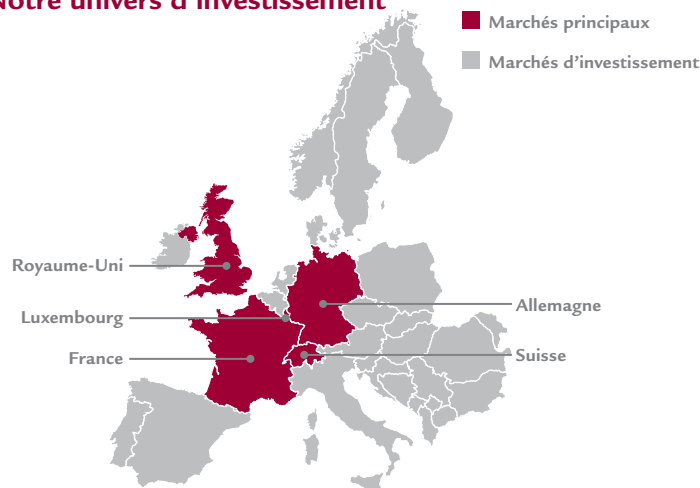 Notre univers d'investissement
Marchés principaux
Marchés d'investissement
Royaume-Uni
Luxembourg
France
Allemagne
Suisse